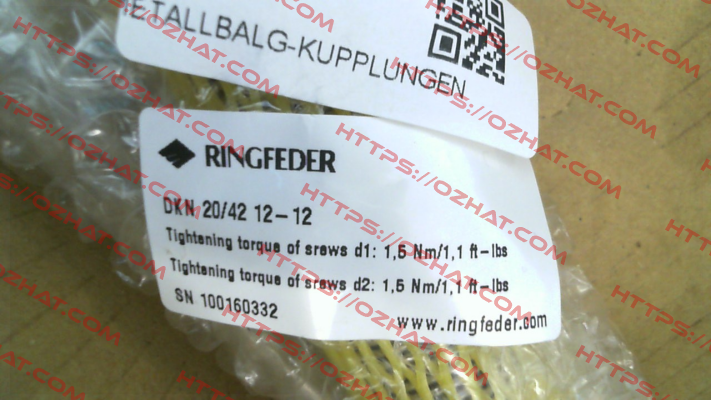 METALLBALG-KUPPLUNGEN
RINGFEDER
DKN 20/42 12-12
Tightening torque of srews d1: 1,5 Nm/1,1 ft-lbs
Tightening torque of srews d2: 1,5 Nm/1,1 ft-lbs
SN 100160332
www.ringfeder.com
HTTPS://OZHAT.COM